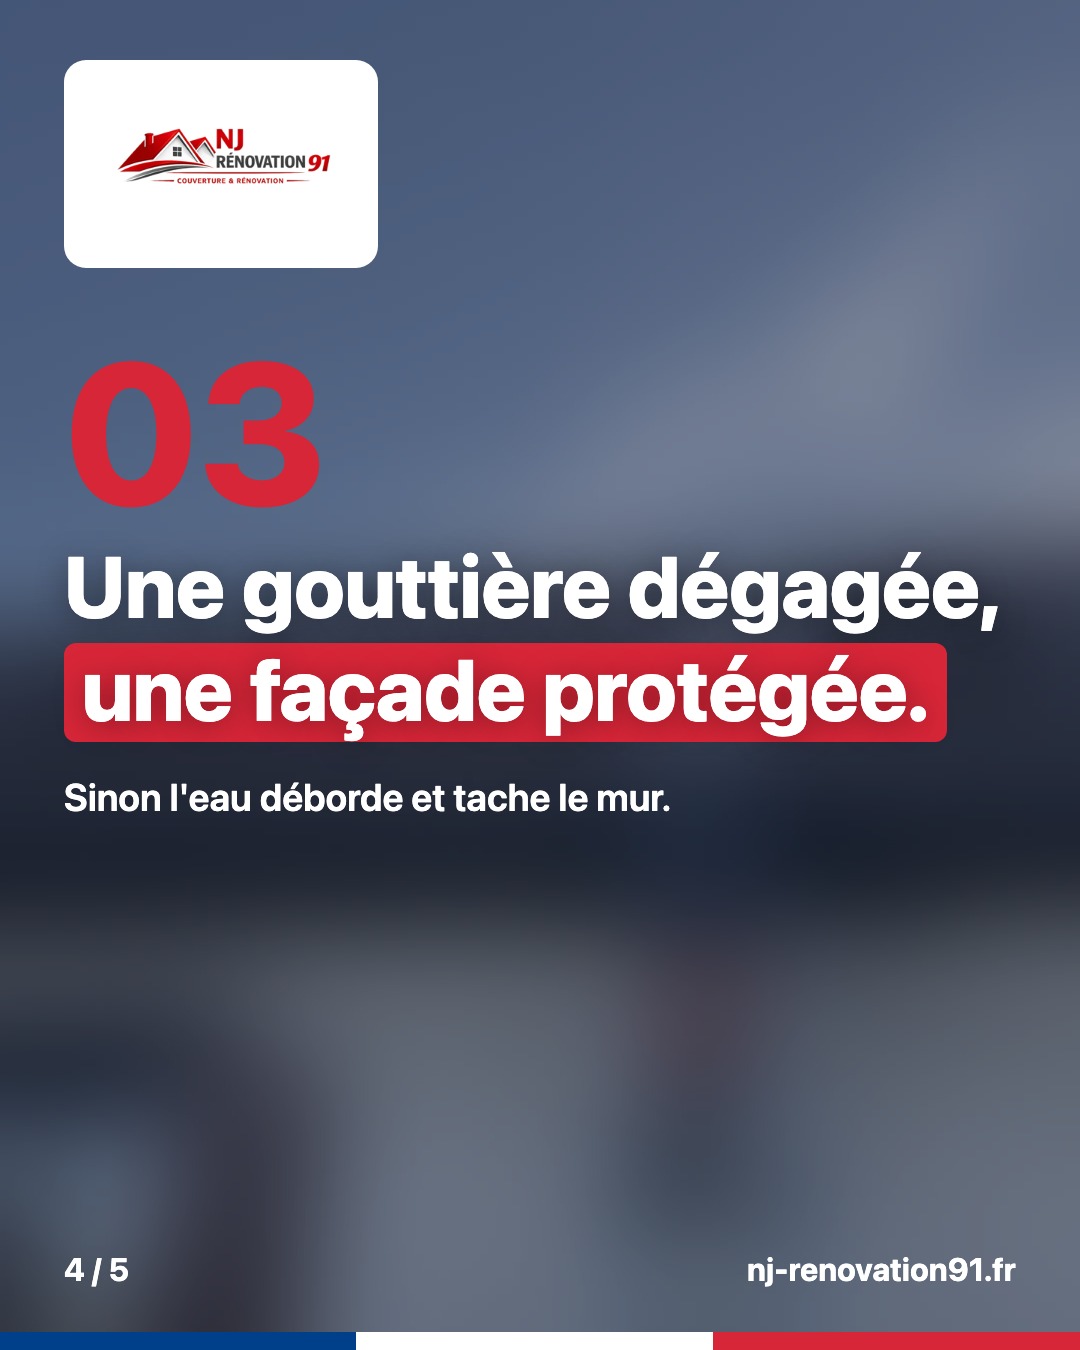 NJ
RÉNOVATION 91
COUVERTURE & RÉNOVATION
03
Une gouttière dégagée,
une façade protégée.
Sinon l'eau déborde et tache le mur.
4 / 5
nj-renovation91.fr